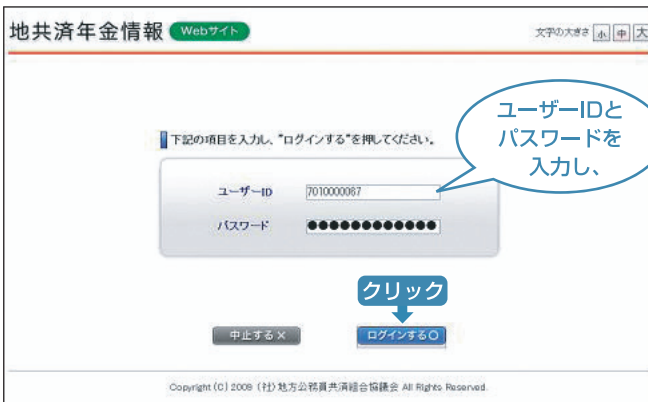 地共済年金情報 Webサイト
文字の大きさ 小 中 大
ユーザーIDと
パスワードを
入力し、
下記の項目を入力し、"ログインする"を押してください。
ユーザーID 7010000067
パスワード ●●●●●●●●●●●●
クリック
中止する× ログインする○
Copyright (C) 2009 (社)地方公務員共済組合協議会 All Rights Reserved.